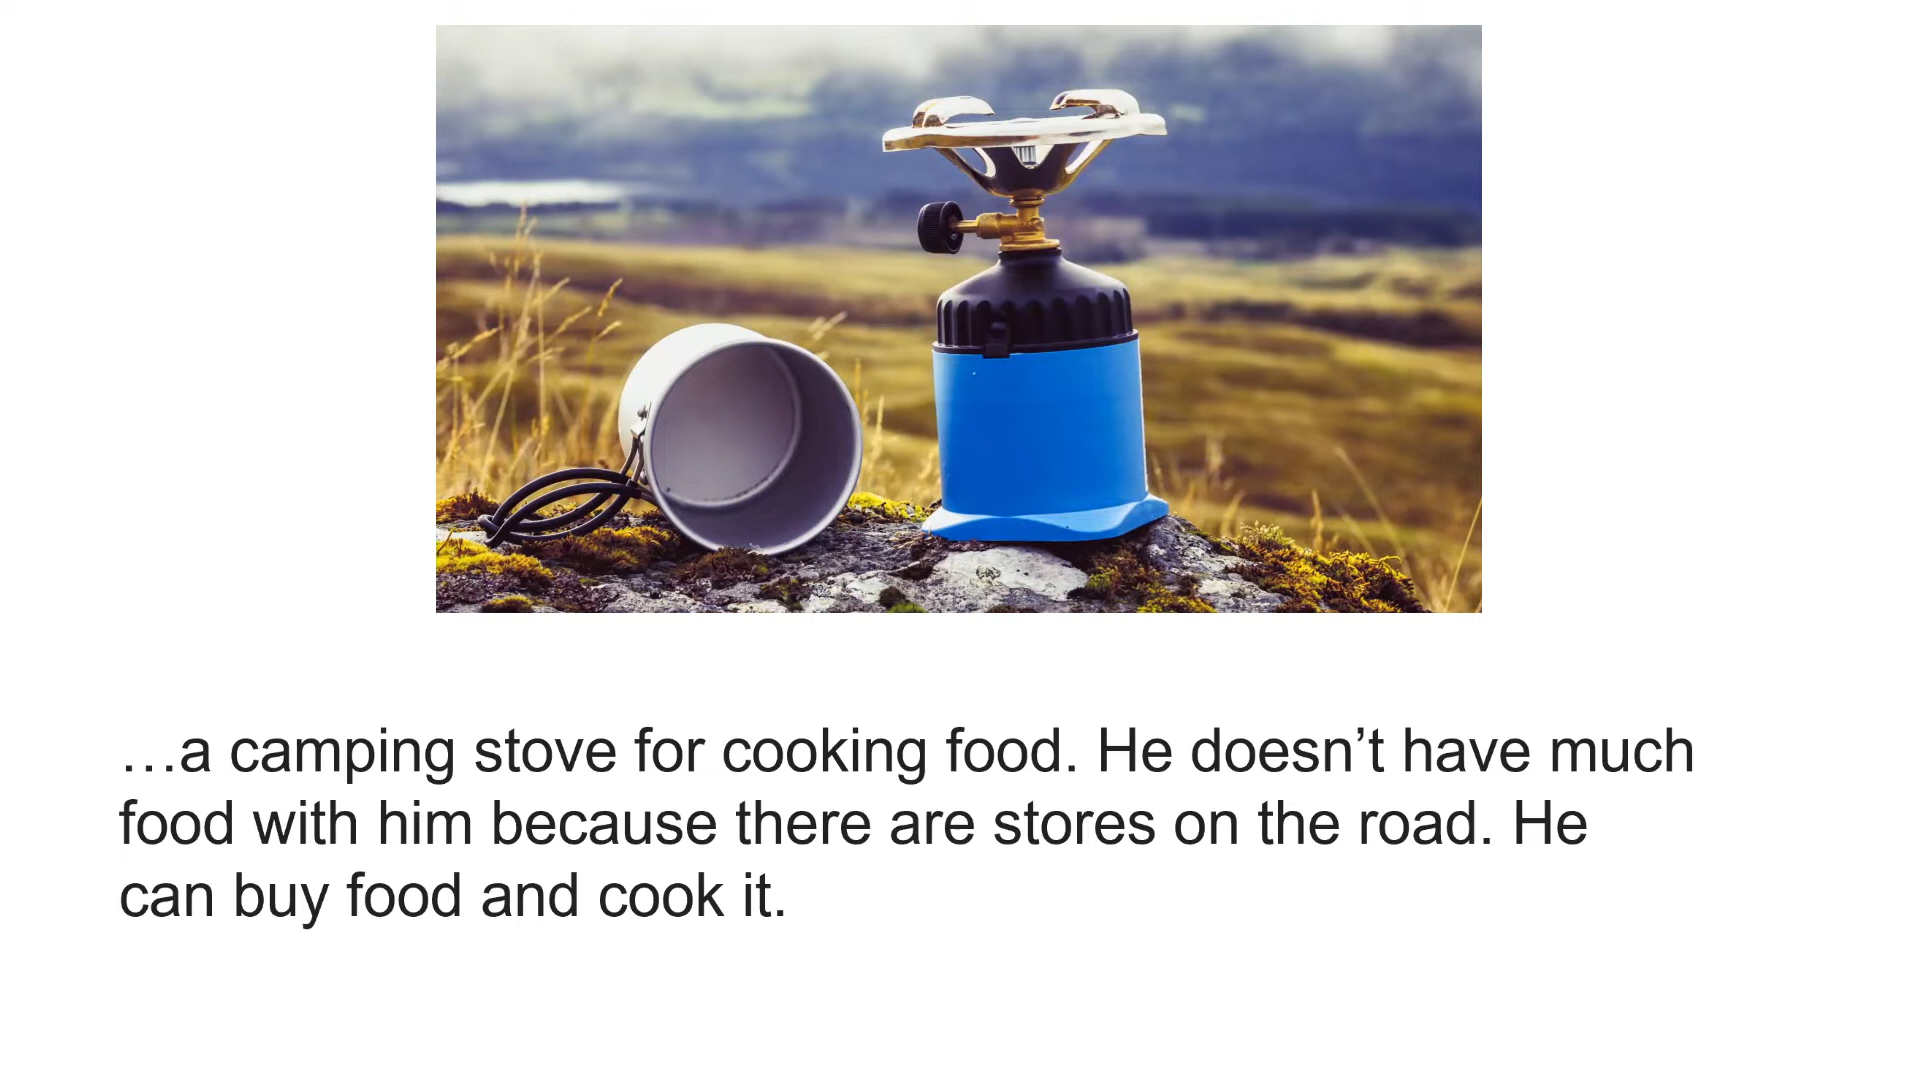 …a camping stove for cooking food. He doesn’t have much
food with him because there are stores on the road. He
can buy food and cook it.